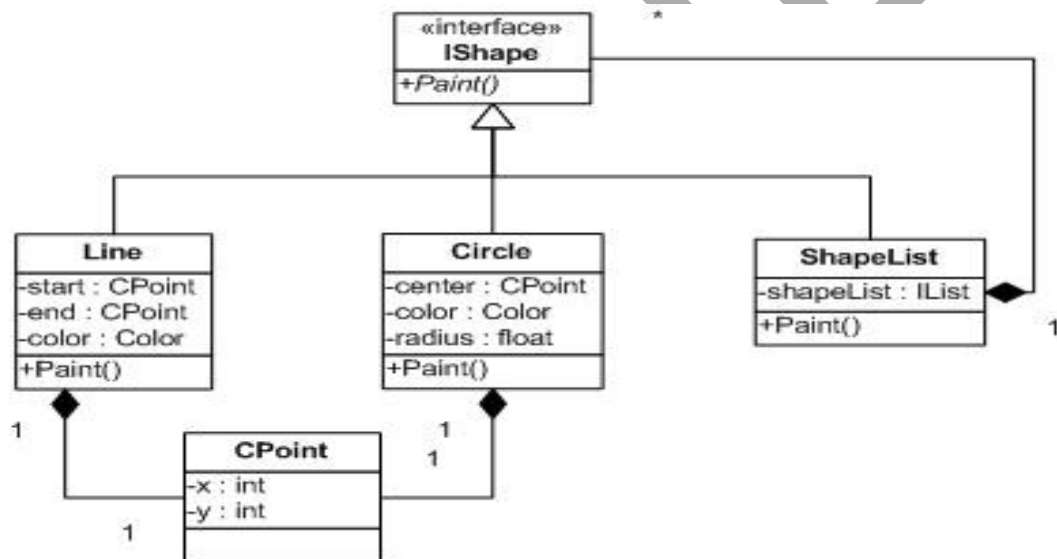 *
«interface»
IShape
+Paint()
Line
-start : CPoint
-end : CPoint
-color : Color
+Paint()
Circle
-center : CPoint
-color : Color
-radius : float
+Paint()
ShapeList
-shapeList : IList
+Paint()
1
1
1
1
CPoint
-x : int
-y : int
1